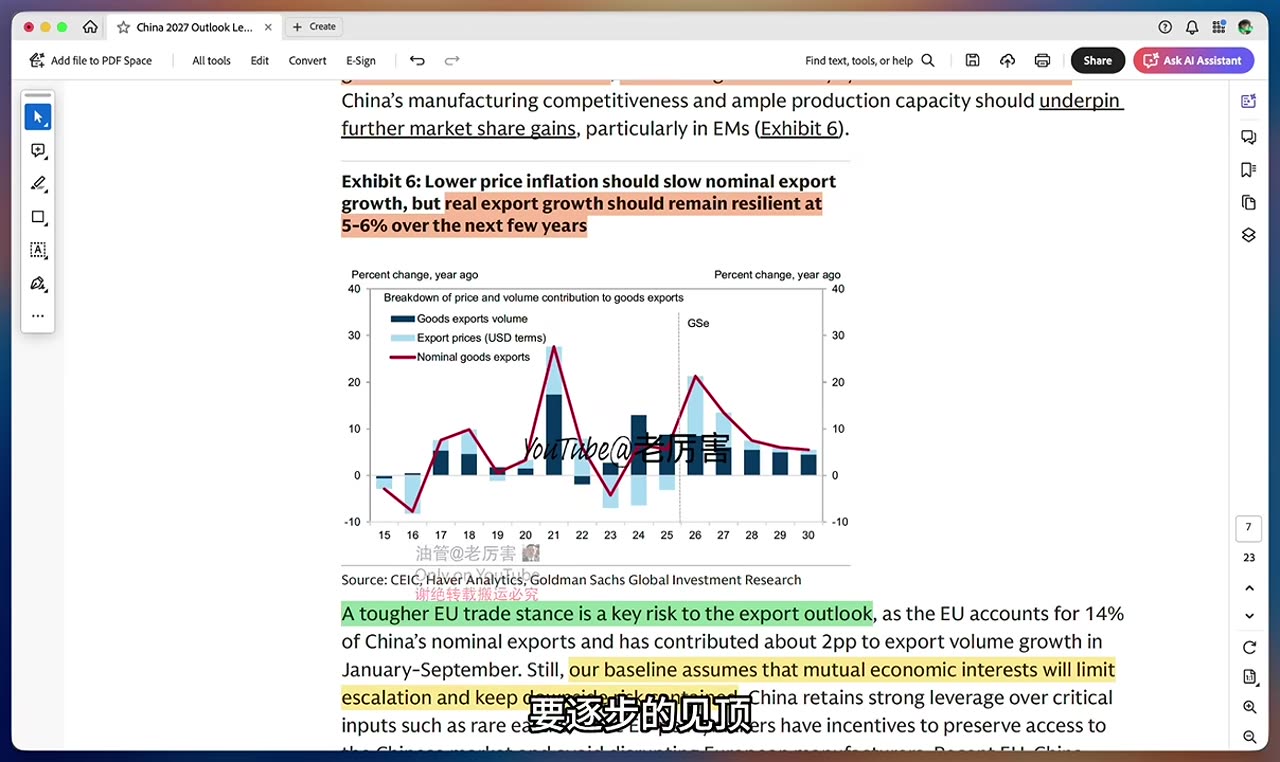 China 2027 Outlook Le...
Create
Add file to PDF Space
All tools
Edit
Convert
E-Sign
Find text, tools, or help
Share
Ask AI Assistant
China's manufacturing competitiveness and ample production capacity should underpin
further market share gains, particularly in EMs (Exhibit 6).
Exhibit 6: Lower price inflation should slow nominal export
growth, but real export growth should remain resilient at
5-6% over the next few years
Percent change, year ago
Percent change, year ago
Breakdown of price and volume contribution to goods exports
Goods exports volume
Export prices (USD terms)
Nominal goods exports
GSe
40
30
20
10
0
-10
40
30
20
10
0
-10
YouTube@老厉害
15 16 17 18 19 20 21 22 23 24 25 26 27 28 29 30
油管@老厉害
Only on YouTube
Source: CEIC, Haver Analytics, Goldman Sachs Global Investment Research
谢绝转载搬运必究
A tougher EU trade stance is a key risk to the export outlook, as the EU accounts for 14%
of China's nominal exports and has contributed about 2pp to export volume growth in
January–September. Still, our baseline assumes that mutual economic interests will limit
escalation and keep downside risk contained. China retains strong leverage over critical
inputs such as rare
have incentives to preserve access to
要逐步的见顶
7
23